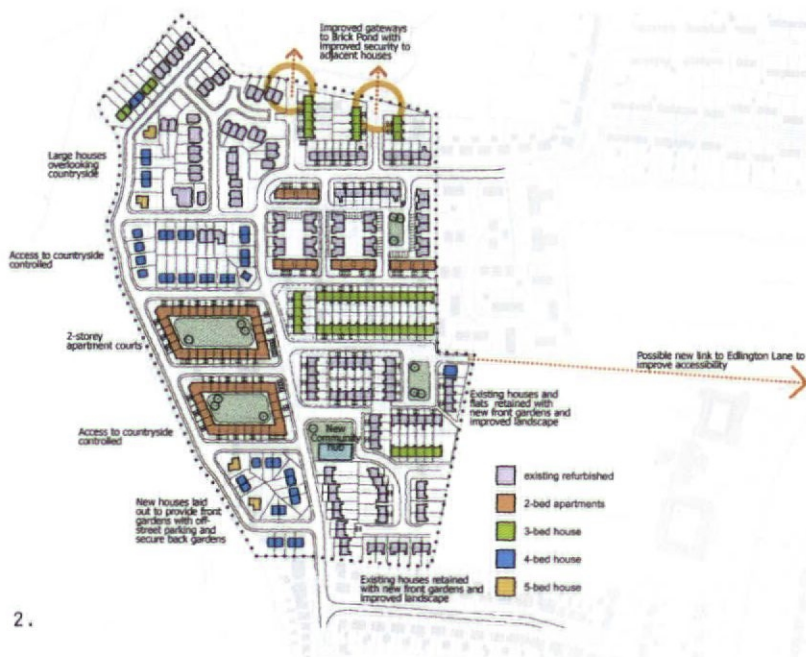 Improved gateways
to Brick Pond with
improved security to
adjacent houses
Large houses
overlooking
countryside
Access to countryside
controlled
2-storey
apartment courts
Possible new link to Edlington Lane to
improve accessibility
Existing houses and
flats retained with
new front gardens and
improved landscape
Access to countryside
controlled
New
Community
hub
New houses laid
out to provide front
gardens with off-
street parking and
secure back gardens
Existing houses retained
with new front gardens and
improved landscape
existing refurbished
2-bed apartments
3-bed house
4-bed house
5-bed house
2.